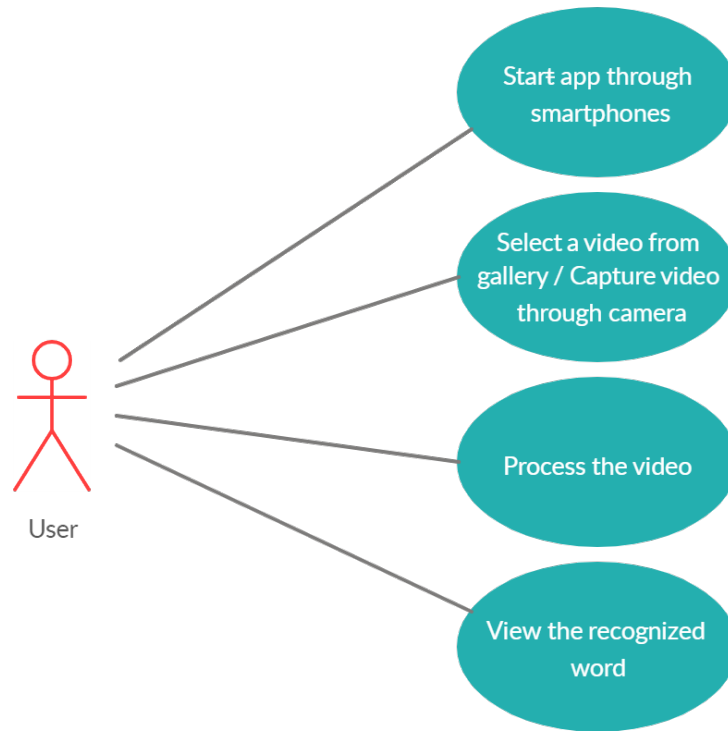 Start app through
smartphones
Select a video from
gallery / Capture video
through camera
Process the video
User
View the recognized
word